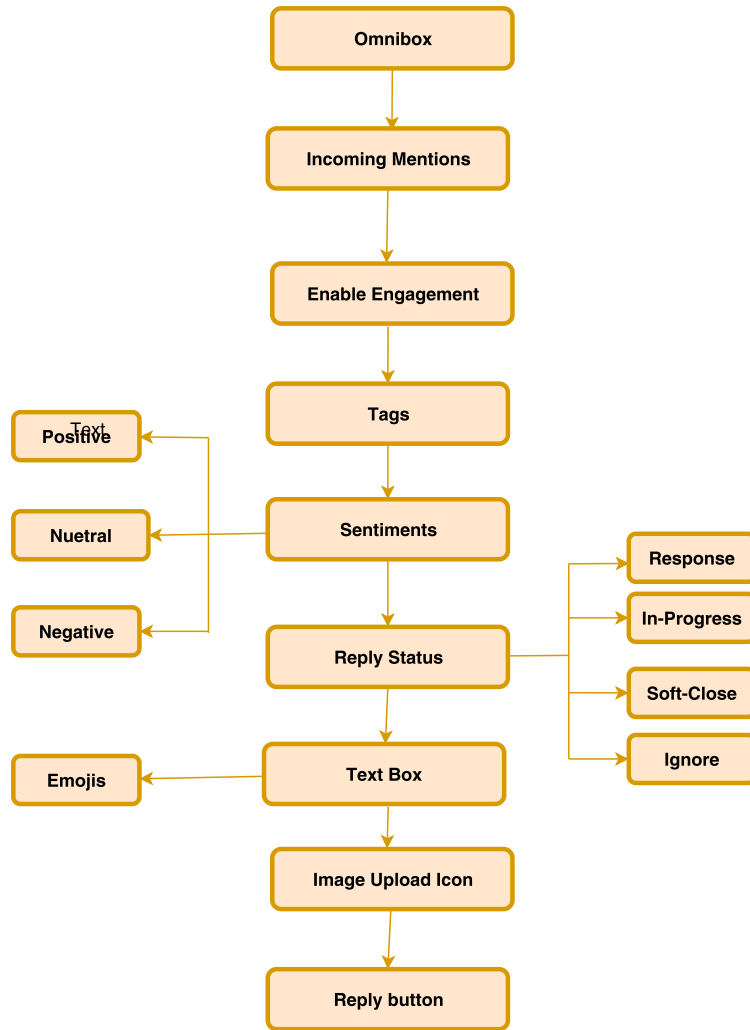 Omnibox
Incoming Mentions
Enable Engagement
Tags
Text
Positive
Sentiments
Nuetral
Response
In-Progress
Negative
Reply Status
Soft-Close
Ignore
Text Box
Emojis
Image Upload Icon
Reply button